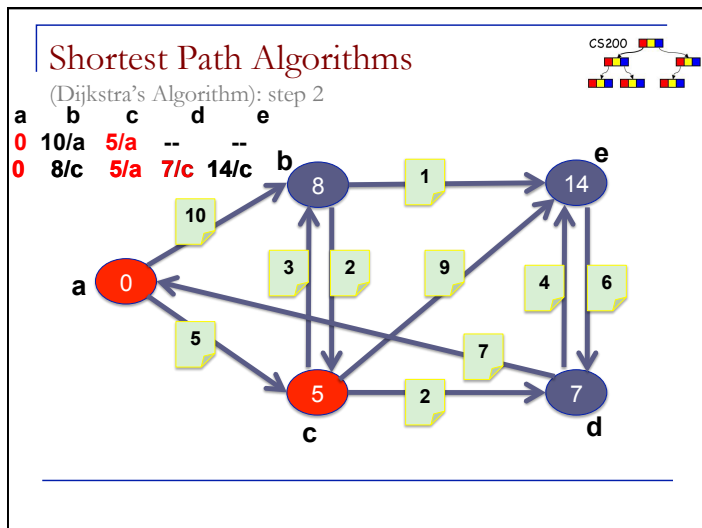 CS200
Shortest Path Algorithms
(Dijkstra's Algorithm): step 2
a b c d e
0 10/a 5/a -- --
0 8/c 5/a 7/c 14/c
b
e
8
1
14
10
3
2
9
4
6
a
0
5
7
5
2
7
c
d